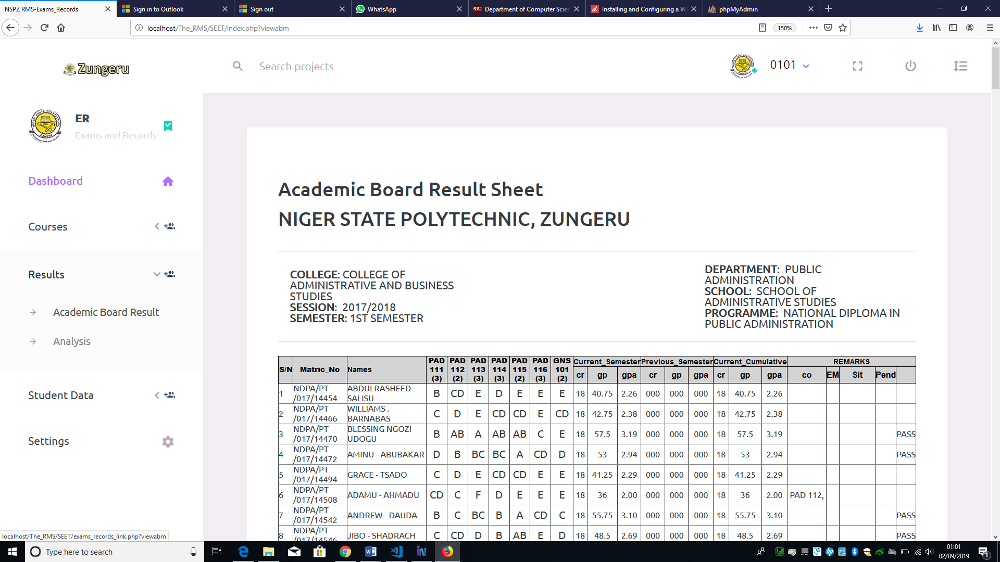 NSPZ RMS-Exams_Records
Sign in to Outlook
Sign out
WhatsApp
SIU Department of Computer Scien
Installing and Configuring a WA
phpMyAdmin
localhost/The_RMS/SEET/index.php?viewabm
150%
Zungeru
Search projects
0101
ER
Exams and Records
Dashboard
Courses
Results
Academic Board Result
Analysis
Student Data
Settings
Academic Board Result Sheet
NIGER STATE POLYTECHNIC, ZUNGERU
COLLEGE: COLLEGE OF
ADMINISTRATIVE AND BUSINESS
STUDIES
SESSION: 2017/2018
SEMESTER: 1ST SEMESTER
DEPARTMENT: PUBLIC
ADMINISTRATION
SCHOOL: SCHOOL OF
ADMINISTRATIVE STUDIES
PROGRAMME: NATIONAL DIPLOMA IN
PUBLIC ADMINISTRATION
S/N Matric_No Names PAD 111 (3) PAD 112 (2) PAD 113 (3) PAD 114 (3) PAD 115 (2) PAD 116 (3) GNS 101 (2) Current_Semester Previous_Semester Current_Cumulative REMARKS
cr gp gpa cr gp gpa cr gp gpa co EM Sit Pend
1 NDPA/PT /017/14454 ABDULRASHEED - SALISU B CD E D E E E 18 40.75 2.26 000 000 000 18 40.75 2.26
2 NDPA/PT /017/14466 WILLIAMS . BARNABAS C D E CD CD E CD 18 42.75 2.38 000 000 000 18 42.75 2.38
3 NDPA/PT /017/14470 BLESSING NGOZI UDOGU B AB A AB AB C E 18 57.5 3.19 000 000 000 18 57.5 3.19 PASS
4 NDPA/PT /017/14472 AMINU - ABUBAKAR D B BC BC A CD D 18 53 2.94 000 000 000 18 53 2.94 PASS
5 NDPA/PT /017/14494 GRACE - TSADO C D E CD CD E E 18 41.25 2.29 000 000 000 18 41.25 2.29
6 NDPA/PT /017/14508 ADAMU - AHMADU CD C F D E E E 18 36 2.00 000 000 000 18 36 2.00 PAD 112,
7 NDPA/PT /017/14542 ANDREW - DAUDA B C BC B A CD C 18 55.75 3.10 000 000 000 18 55.75 3.10 PASS
8 NDPA/PT /017/14546 JIBO - SHADRACH C CD D B AB E D 18 48.5 2.69 000 000 000 18 48.5 2.69 PASS
localhost/The_RMS/SEET/exams_records_link.php?viewabm
Type here to search
01:01
02/09/2019
1